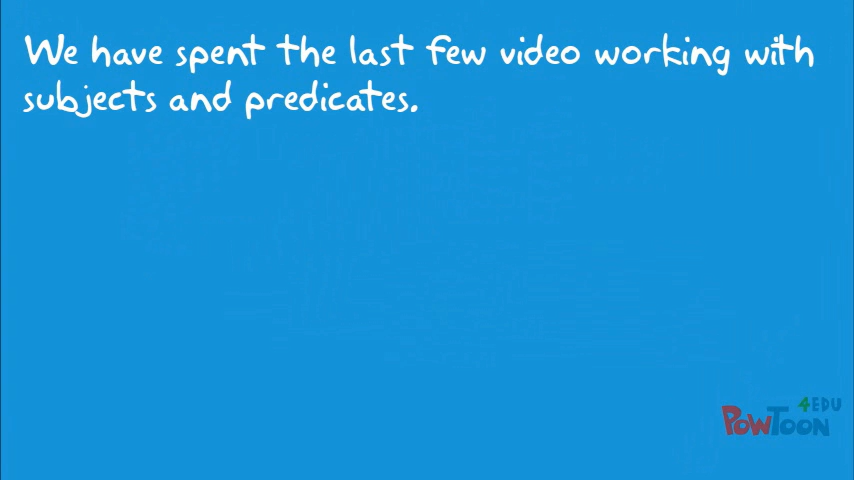 We have spent the last few video working with
subjects and predicates.
4EDU
PowToon